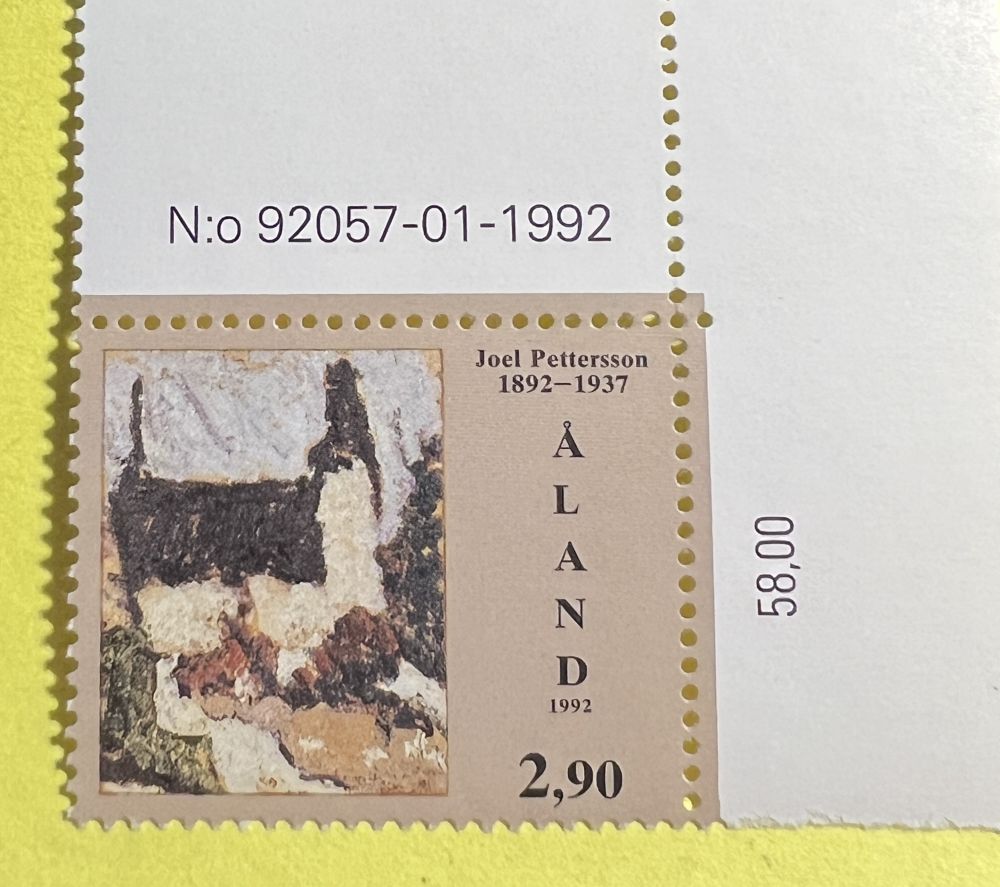 N:o 92057-01-1992
Joel Pettersson
1892–1937
Å
L
A
N
D
1992
2,90
58,00